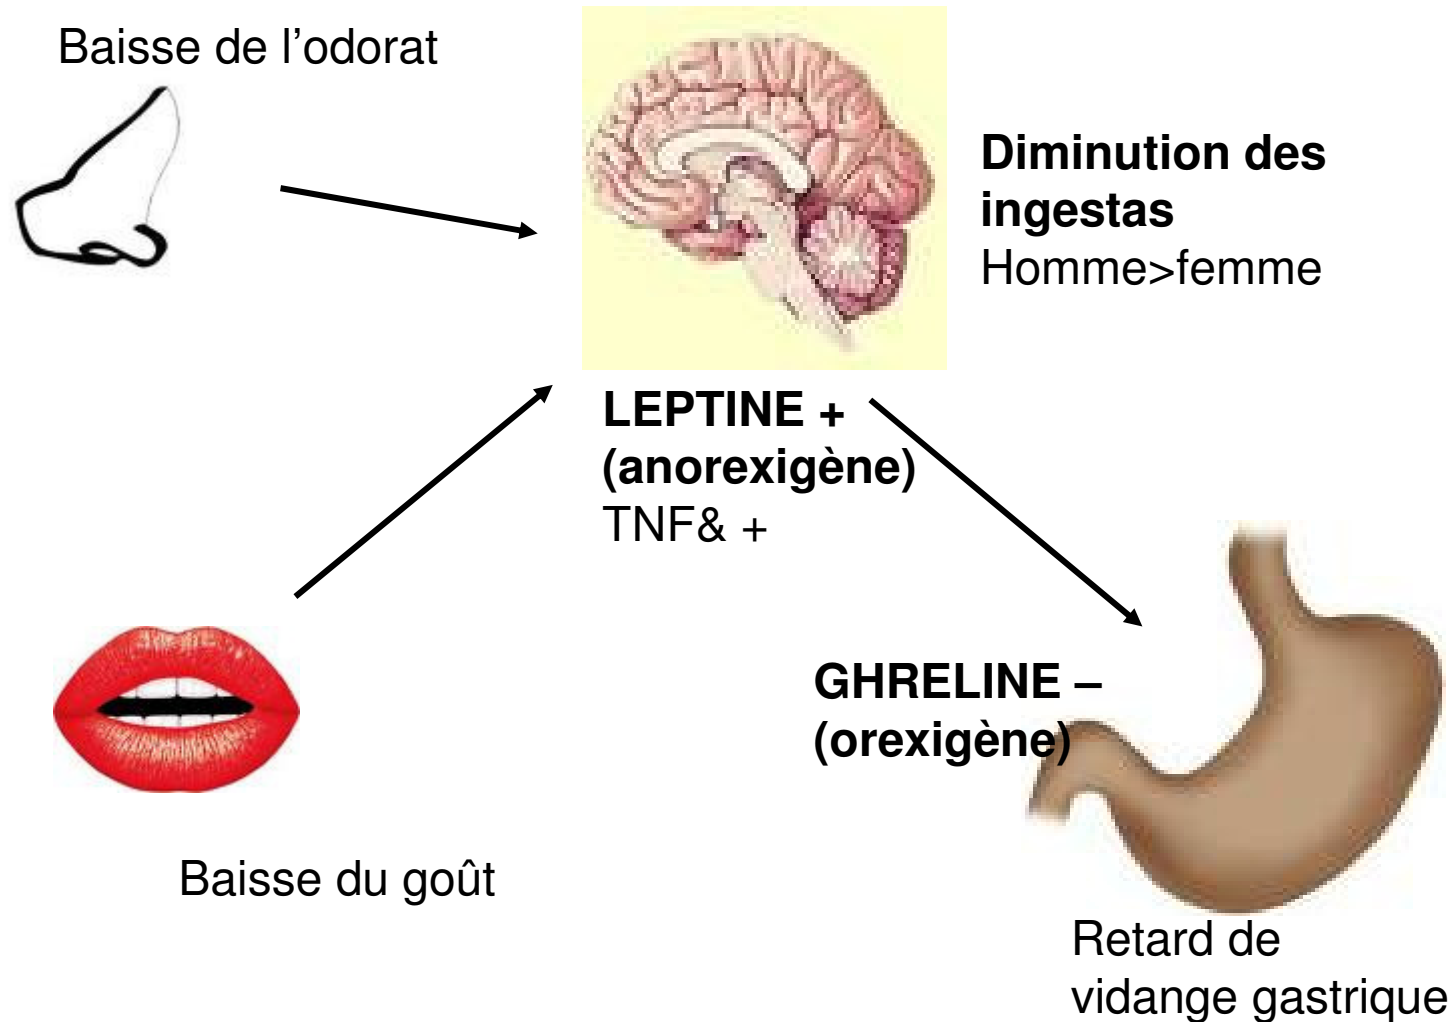 Baisse de l’odorat
Diminution des
ingestas
Homme>femme
LEPTINE +
(anorexigène)
TNF& +
GHRELINE –
(orexigène)
Baisse du goût
Retard de
vidange gastrique